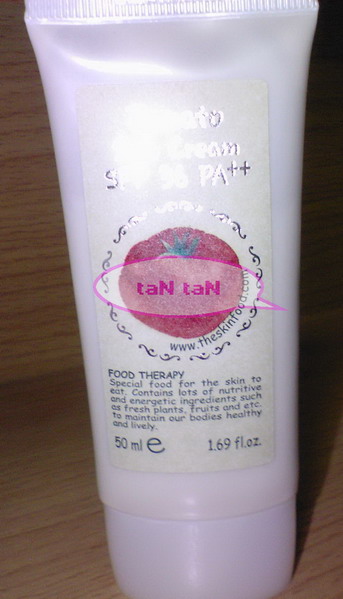 Cream
PA++
taN taN
www.theskinfood.com
FOOD THERAPY
Special food for the skin to
eat. Contains lots of nutritive
and energetic ingredients such
as fresh plants, fruits and etc.
to maintain our bodies healthy
and lively.
50 ml e 1.69 fl.oz.